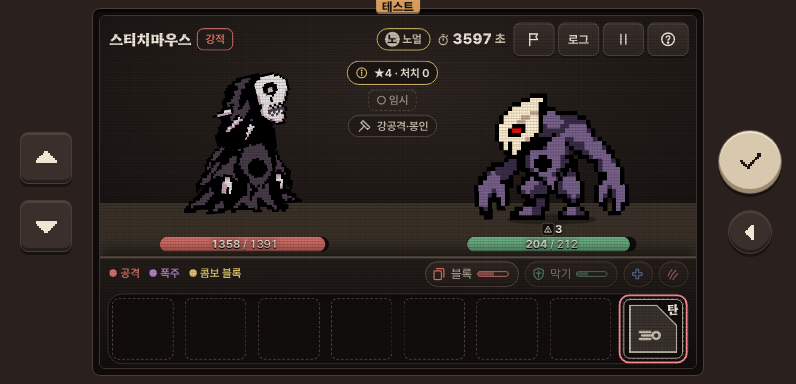 테스트
스티치마우스 강적
노 노멀 3597 초 로그
★4 · 처치 0
임시
강공격·봉인
3
1358 / 1391
204 / 212
공격 폭주 콤보 블록
블록 막기
탄